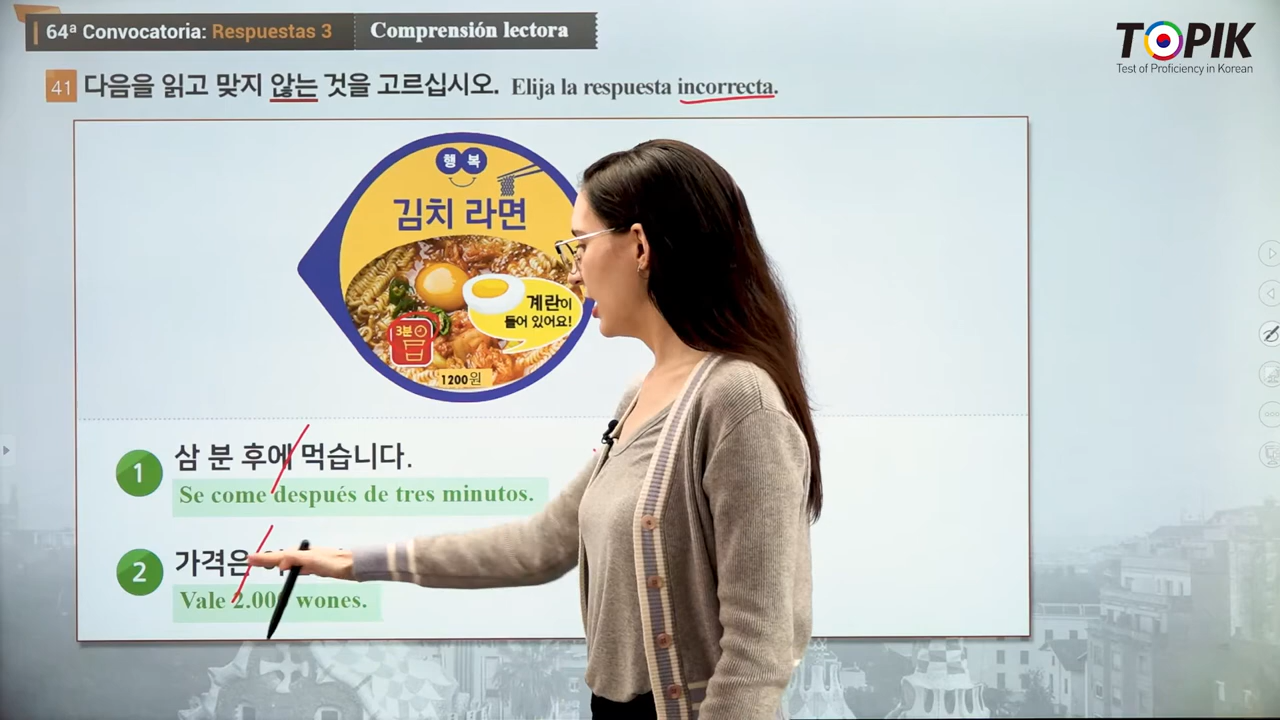 64ª Convocatoria: Respuestas 3
Comprensión lectora
TOPIK
Test of Proficiency in Korean
41 다음을 읽고 맞지 않는 것을 고르십시오. Elija la respuesta incorrecta.
행복
김치 라면
계란이
들어 있어요!
3분
1200원
1 삼 분 후에 먹습니다.
Se come después de tres minutos.
2 가격은
Vale 2.000 wones.